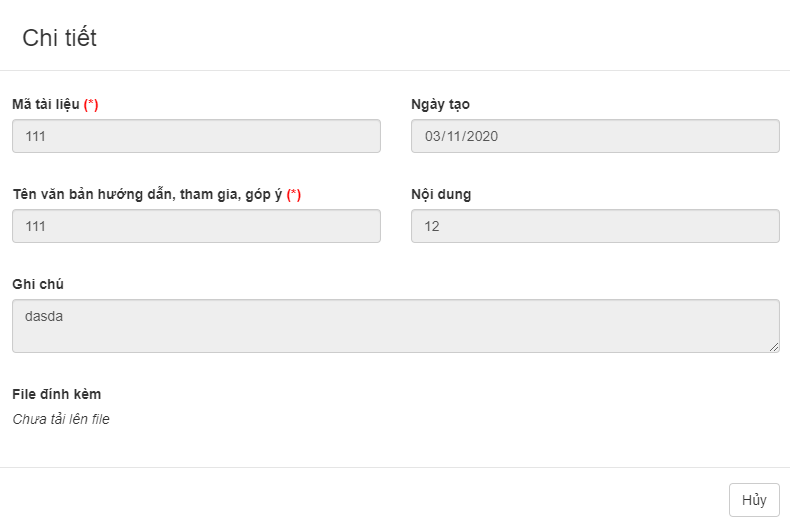 Chi tiết
Mã tài liệu (*)
Ngày tạo
111
03/11/2020
Tên văn bản hướng dẫn, tham gia, góp ý (*)
Nội dung
111
12
Ghi chú
dasda
File đính kèm
Chưa tải lên file
Hủy